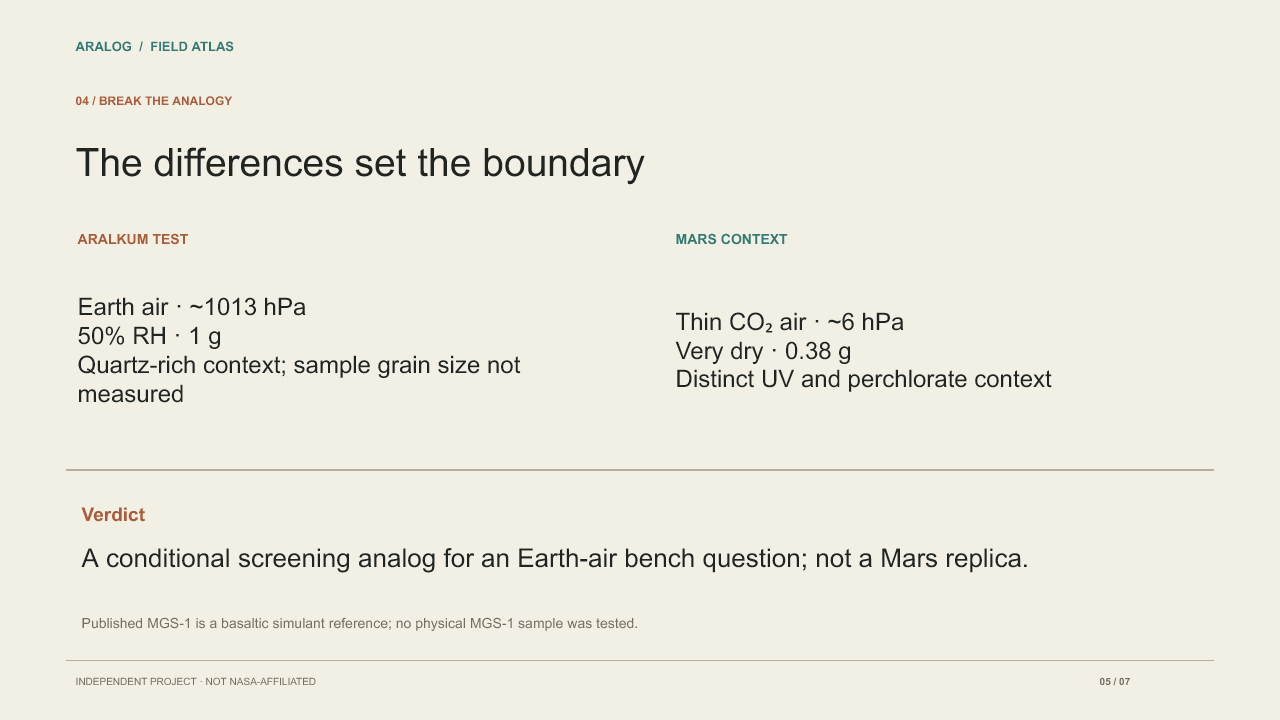 ARALOG / FIELD ATLAS
04 / BREAK THE ANALOGY
The differences set the boundary
ARALKUM TEST
Earth air · ~1013 hPa
50% RH · 1 g
Quartz-rich context; sample grain size not
measured
MARS CONTEXT
Thin CO₂ air · ~6 hPa
Very dry · 0.38 g
Distinct UV and perchlorate context
Verdict
A conditional screening analog for an Earth-air bench question; not a Mars replica.
Published MGS-1 is a basaltic simulant reference; no physical MGS-1 sample was tested.
INDEPENDENT PROJECT · NOT NASA-AFFILIATED
05 / 07